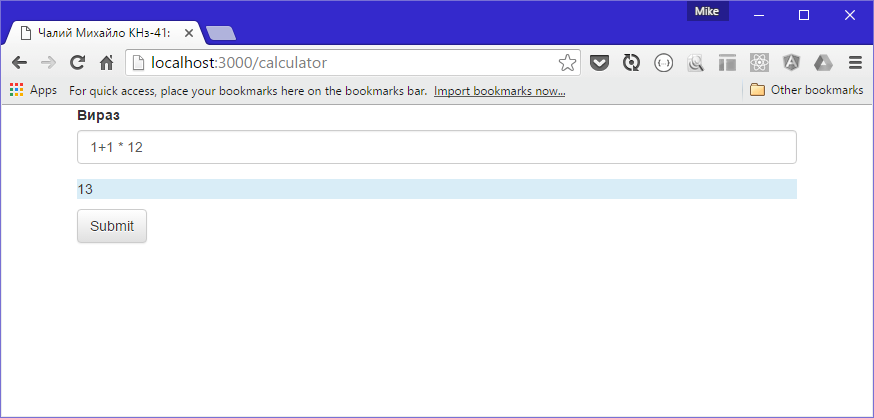 Mike
Чалий Михайло КНз-41:
localhost:3000/calculator
Apps For quick access, place your bookmarks here on the bookmarks bar. Import bookmarks now... Other bookmarks
Вираз
1+1 * 12
13
Submit